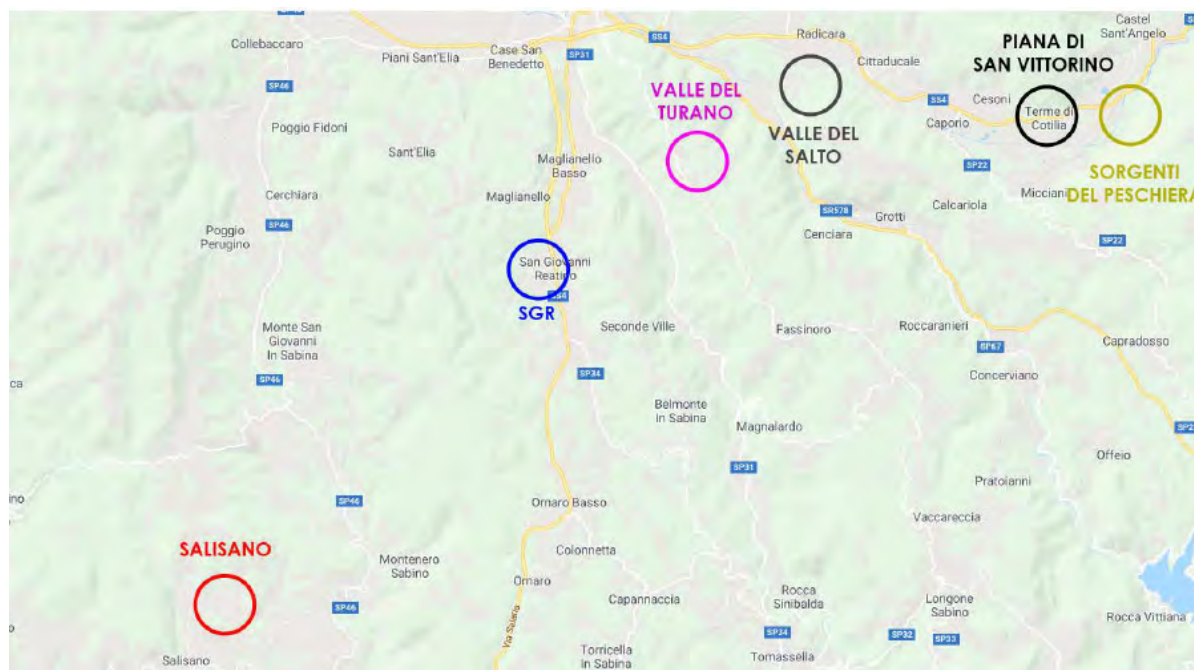 Collebaccaro
SP46
Piani Sant'Elia
Case San
Benedetto
SP31
SS4
Radicara
Cittaducale
Castel
Sant'Angelo
PIANA DI
SAN VITTORINO
VALLE DEL
TURANO
VALLE DEL
SALTO
SS4
Cesoni
Caporio
Terme di
Cotilia
SP22
SORGENTI
DEL PESCHIERA
Poggio Fidoni
Sant'Elia
Maglianello
Basso
Maglianello
Cerchiara
SP46
Poggio
Perugino
Micciani
Calcariola
SR578
Grotti
Cenciara
SP22
San Giovanni
Reatino
SS4
SGR
Monte San
Giovanni
In Sabina
SP46
Seconde Ville
Fassinoro
Roccaranieri
SP67
Capradosso
Concerviano
ca
SP34
Belmonte
In Sabina
Magnalardo
SP31
Offeio
Pratoianni
ino
SP46
Ornaro Basso
Vaccareccia
SALISANO
Montenero
Sabino
Colonnetta
Ornaro
Capannaccia
Rocca
Sinibalda
Longone
Sabino
Rocca Vittiana
SP46
o
Via Salaria
SP34
SP32
SP33
Salisano
Torricella
In Sabina
Tomassella